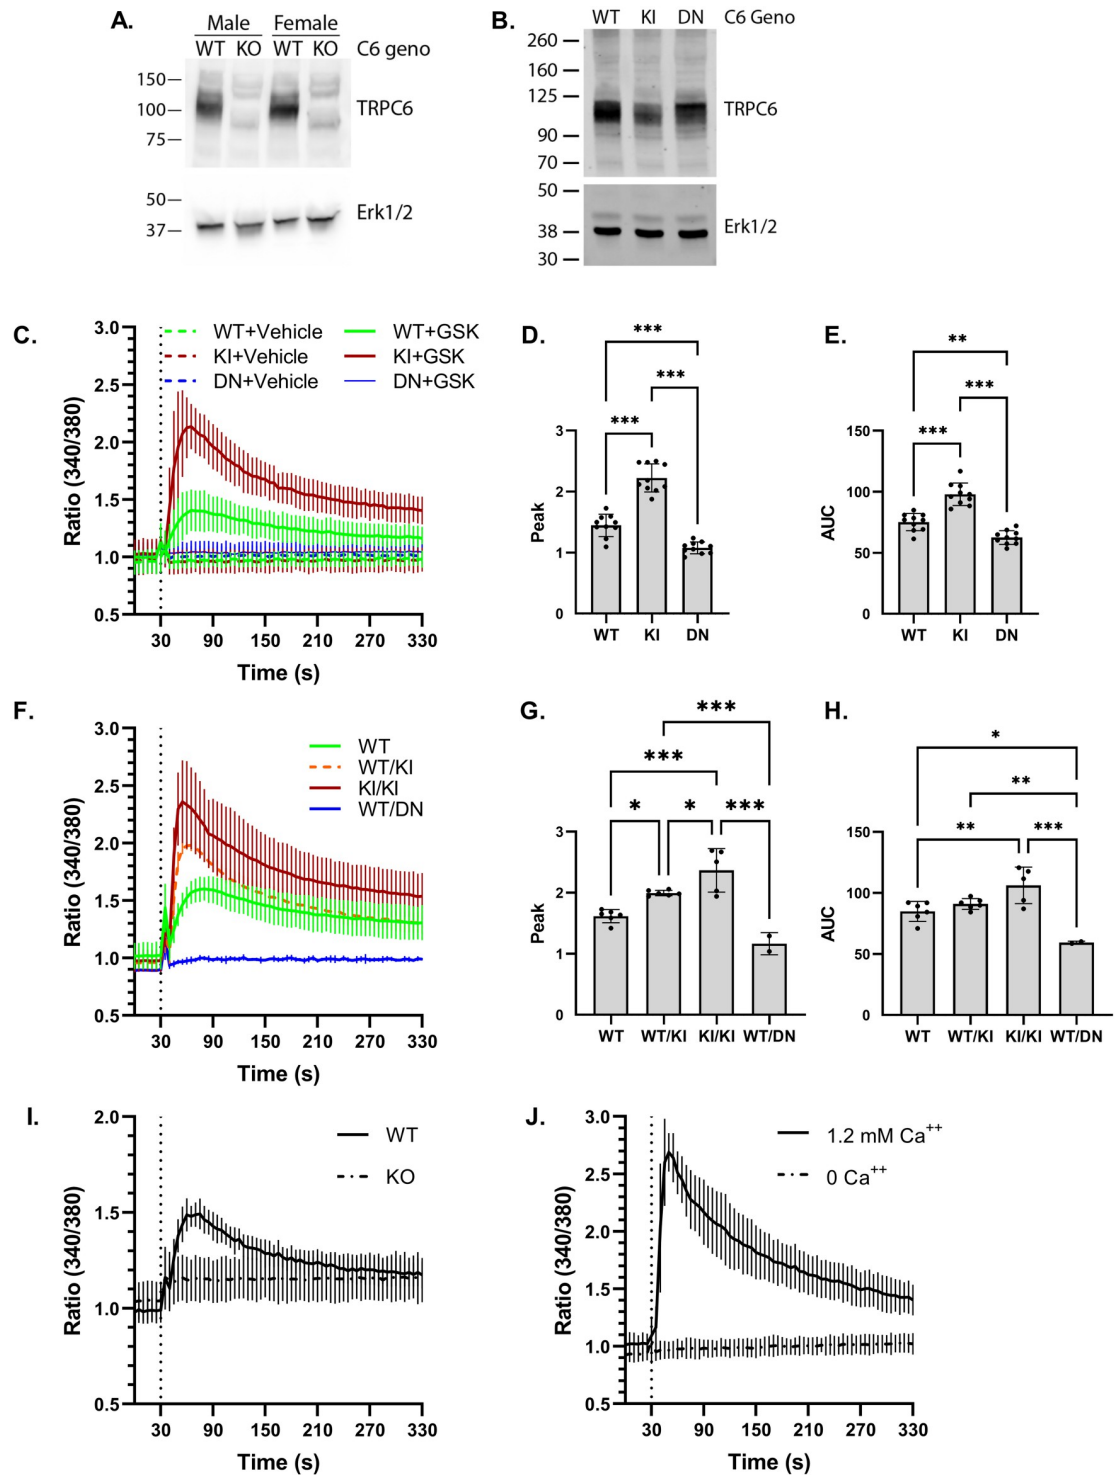 A.
Male Female
WT KO WT KO C6 geno
150
100
75
TRPC6
50
37
Erk1/2
B.
WT KI DN C6 Geno
260
160
125
90
70
TRPC6
50
38
30
Erk1/2
C.
WT+Vehicle WT+GSK
KI+Vehicle KI+GSK
DN+Vehicle DN+GSK
3.0
2.5
2.0
1.5
1.0
0.5
Ratio (340/380)
30 90 150 210 270 330
Time (s)
D.
***
***
***
3
2
1
0
Peak
WT KI DN
E.
**
***
***
150
100
50
0
AUC
WT KI DN
F.
WT
WT/KI
KI/KI
WT/DN
3.0
2.5
2.0
1.5
1.0
0.5
Ratio (340/380)
30 90 150 210 270 330
Time (s)
G.
***
***
* * ***
3
2
1
0
Peak
WT WT/KI KI/KI WT/DN
H.
*
**
** ***
150
100
50
0
AUC
WT WT/KI KI/KI WT/DN
I.
WT
KO
2.0
1.5
1.0
0.5
Ratio (340/380)
30 90 150 210 270 330
Time (s)
J.
1.2 mM Ca++
0 Ca++
3.0
2.5
2.0
1.5
1.0
0.5
Ratio (340/380)
30 90 150 210 270 330
Time (s)